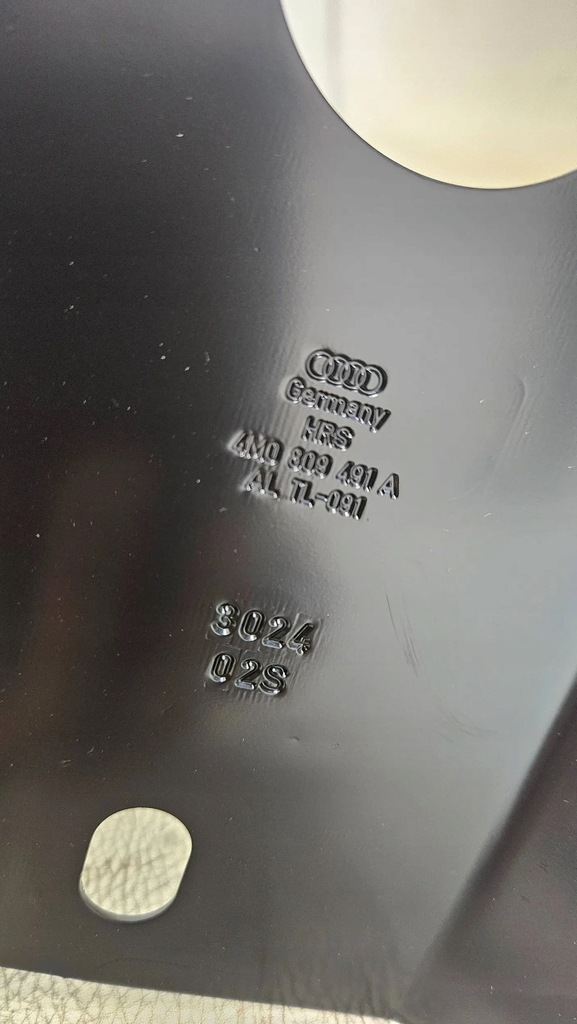 Germany
HRS
4M0 809 491 A
AL TL-091
3024
02S